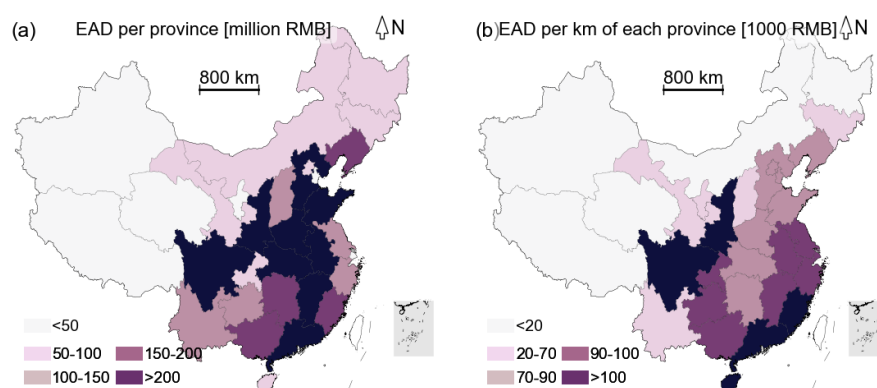 (a) EAD per province [million RMB] N
800 km
<50
50-100 150-200
100-150 >200
(b) EAD per km of each province [1000 RMB] N
800 km
<20
20-70 90-100
70-90 >100